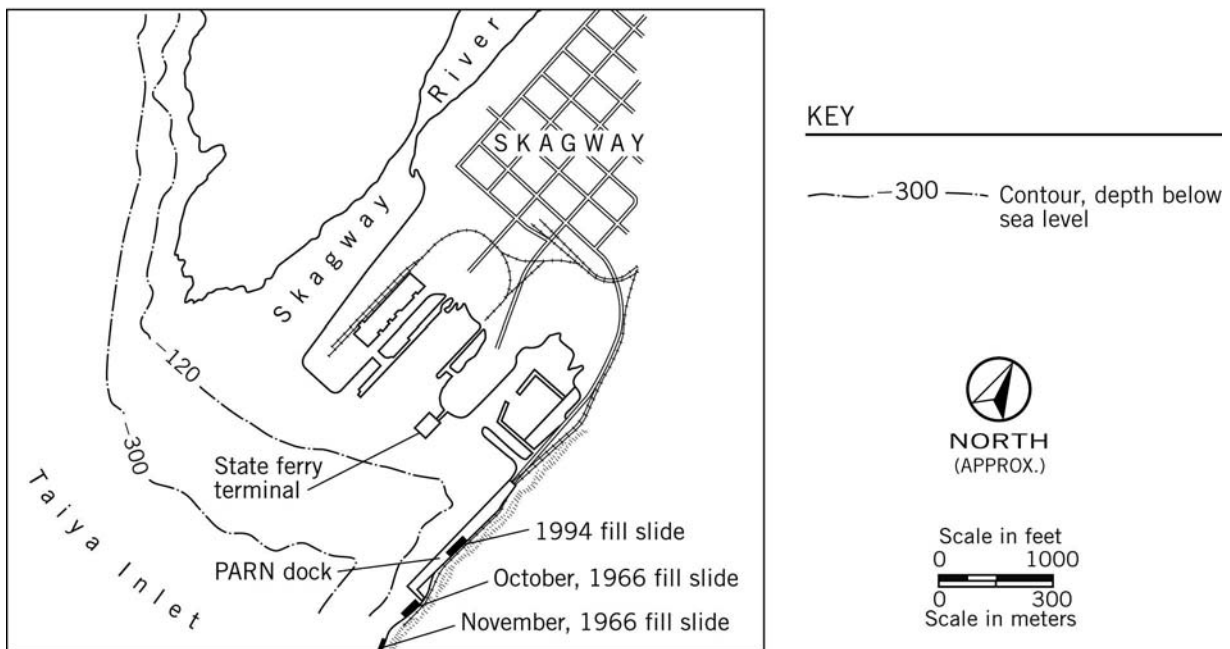 River
SKAGWAY
Skagway
−120
−300
State ferry
terminal
Taiya Inlet
PARN dock
1994 fill slide
October, 1966 fill slide
November, 1966 fill slide
KEY
−300
Contour, depth below
sea level
NORTH
(APPROX.)
Scale in feet
0 1000
0 300
Scale in meters